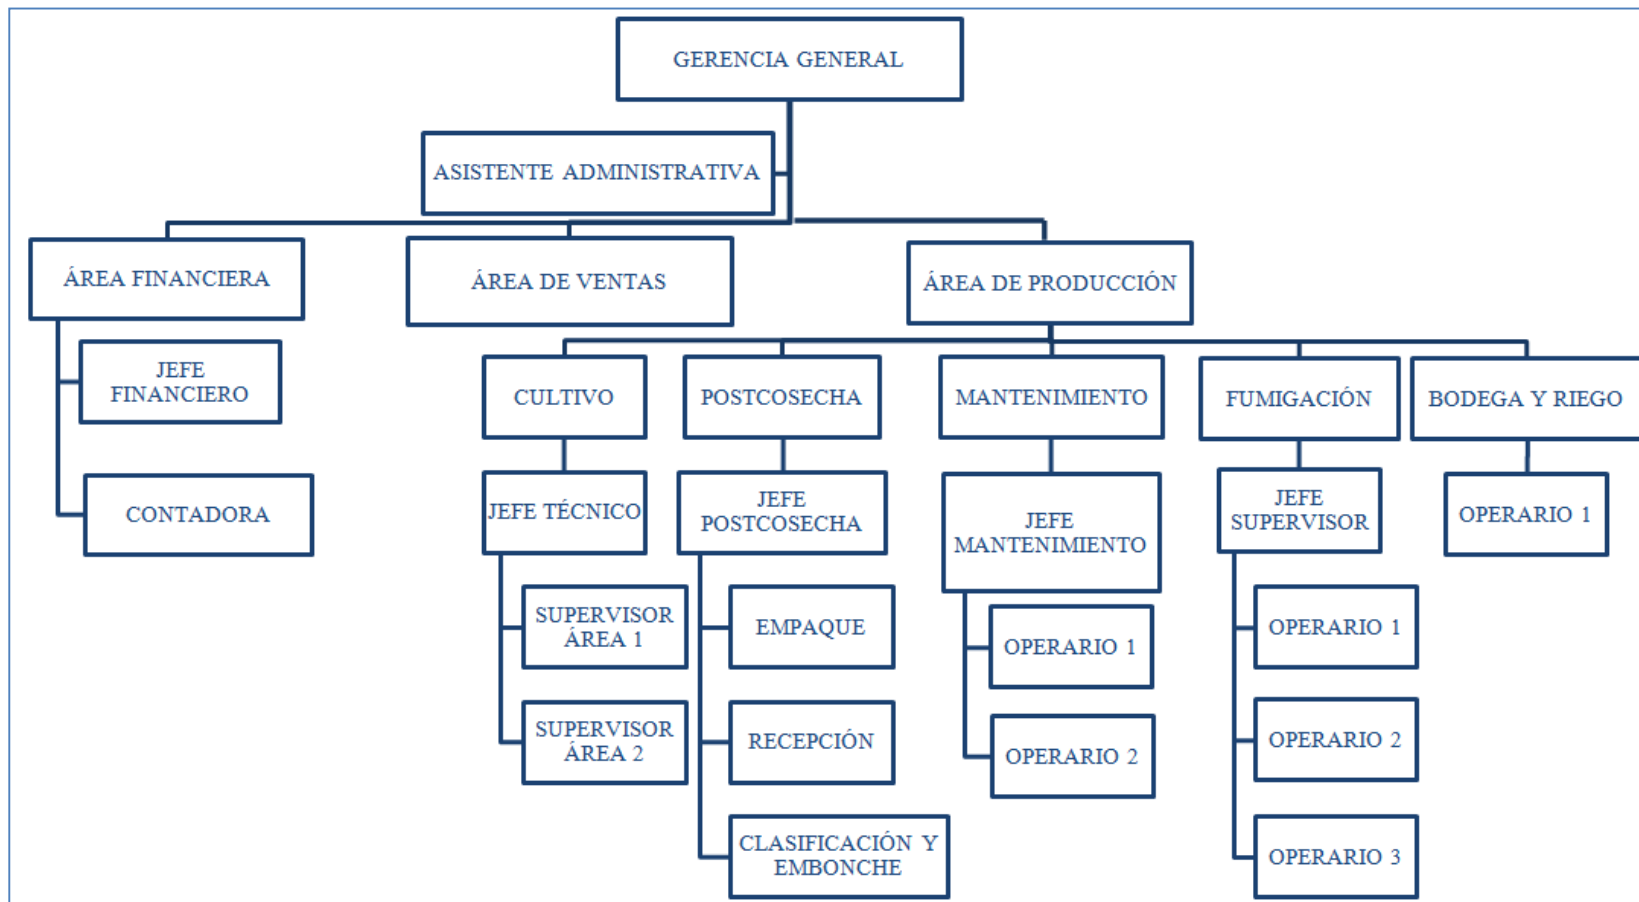 GERENCIA GENERAL
ASISTENTE ADMINISTRATIVA
ÁREA FINANCIERA
ÁREA DE VENTAS
ÁREA DE PRODUCCIÓN
JEFE
FINANCIERO
CONTADORA
CULTIVO
POSTCOSECHA
MANTENIMIENTO
FUMIGACIÓN
BODEGA Y RIEGO
JEFE TÉCNICO
JEFE
POSTCOSECHA
JEFE
MANTENIMIENTO
JEFE
SUPERVISOR
OPERARIO 1
SUPERVISOR
ÁREA 1
SUPERVISOR
ÁREA 2
EMPAQUE
RECEPCIÓN
CLASIFICACIÓN Y
EMBONCHE
OPERARIO 1
OPERARIO 2
OPERARIO 1
OPERARIO 2
OPERARIO 3